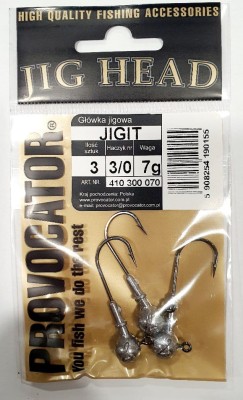 HIGH QUALITY FISHING ACCESSORIES
JIG HEAD
PROVOCATOR®
You fish we do the rest
Główka jigowa
JIGIT
Ilość sztuk
Haczyk nr
Waga
3
3/0
7g
ART. NR.
410 300 070
Kraj pochodzenia: Polska
www.provocator.com.pl
e-mail: provocator@provocator.com.pl
5 908254 190155